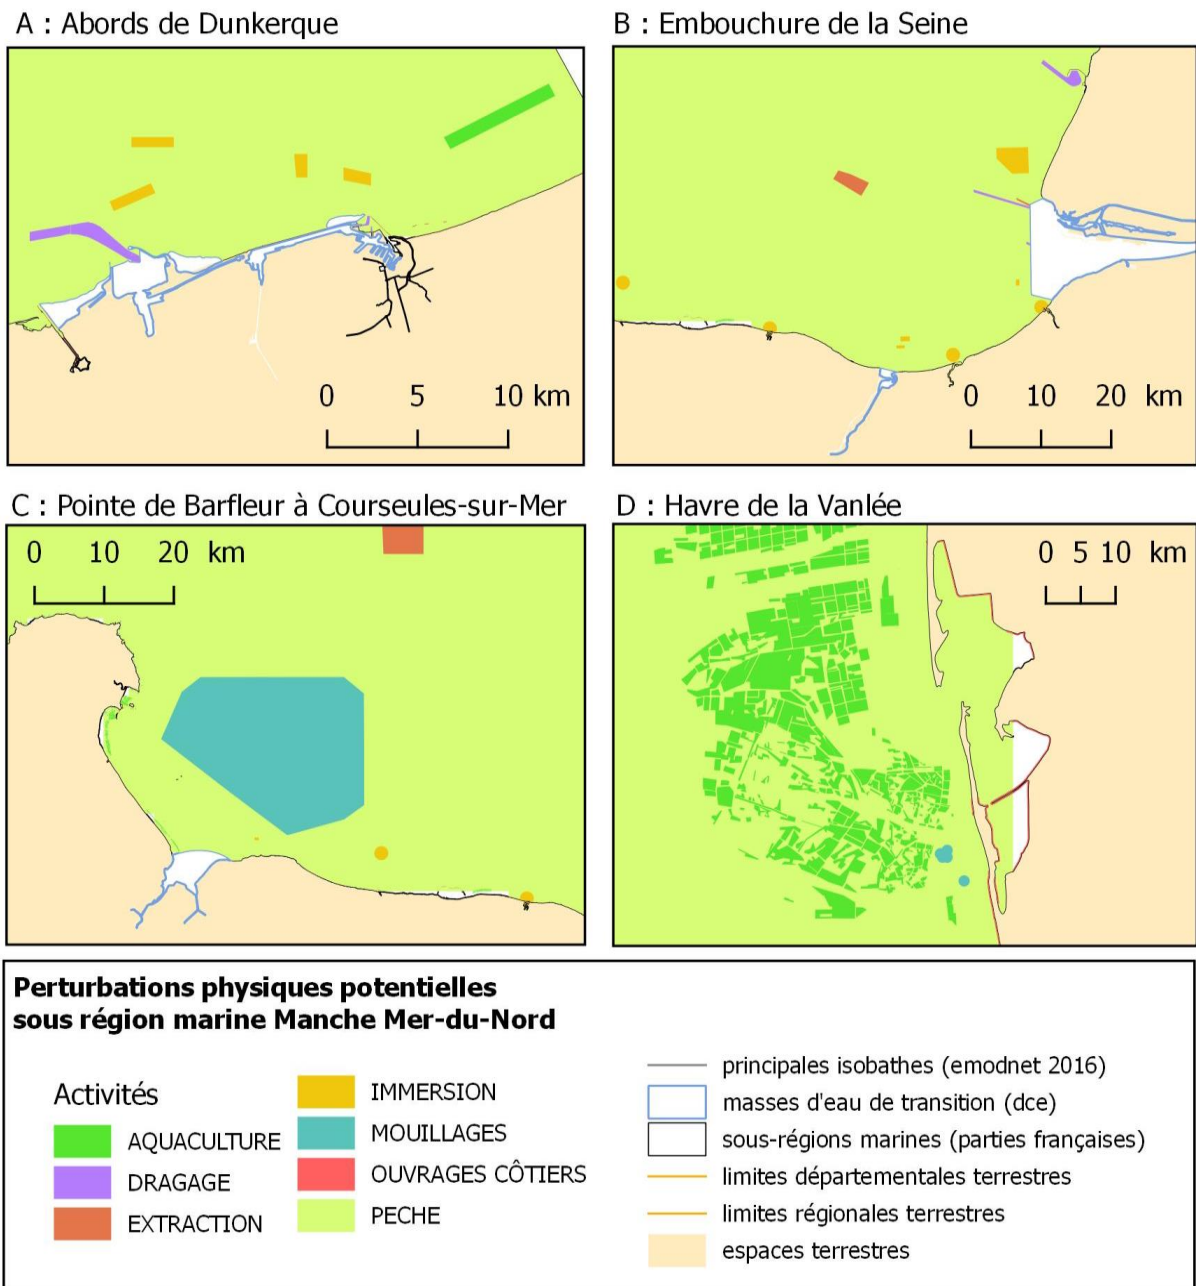 A : Abords de Dunkerque
B : Embouchure de la Seine
0 5 10 km
0 10 20 km
C : Pointe de Barfleur à Courseules-sur-Mer
D : Havre de la Vanlée
0 10 20 km
0 5 10 km
Perturbations physiques potentielles
sous région marine Manche Mer-du-Nord
Activités
AQUACULTURE
DRAGAGE
EXTRACTION
IMMERSION
MOUILLAGES
OUVRAGES CÔTIERS
PECHE
principales isobathes (emodnet 2016)
masses d'eau de transition (dce)
sous-régions marines (parties françaises)
limites départementales terrestres
limites régionales terrestres
espaces terrestres